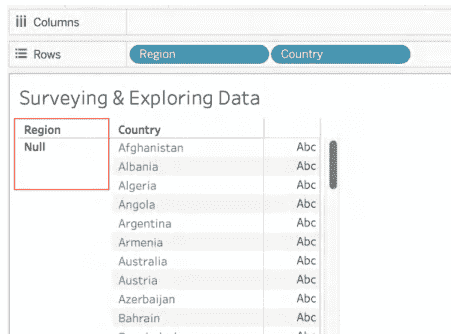 Columns
Rows Region Country
Surveying & Exploring Data
Region Country
Null Afghanistan Abc
Albania Abc
Algeria Abc
Angola Abc
Argentina Abc
Armenia Abc
Australia Abc
Austria Abc
Azerbaijan Abc
Bahrain Abc